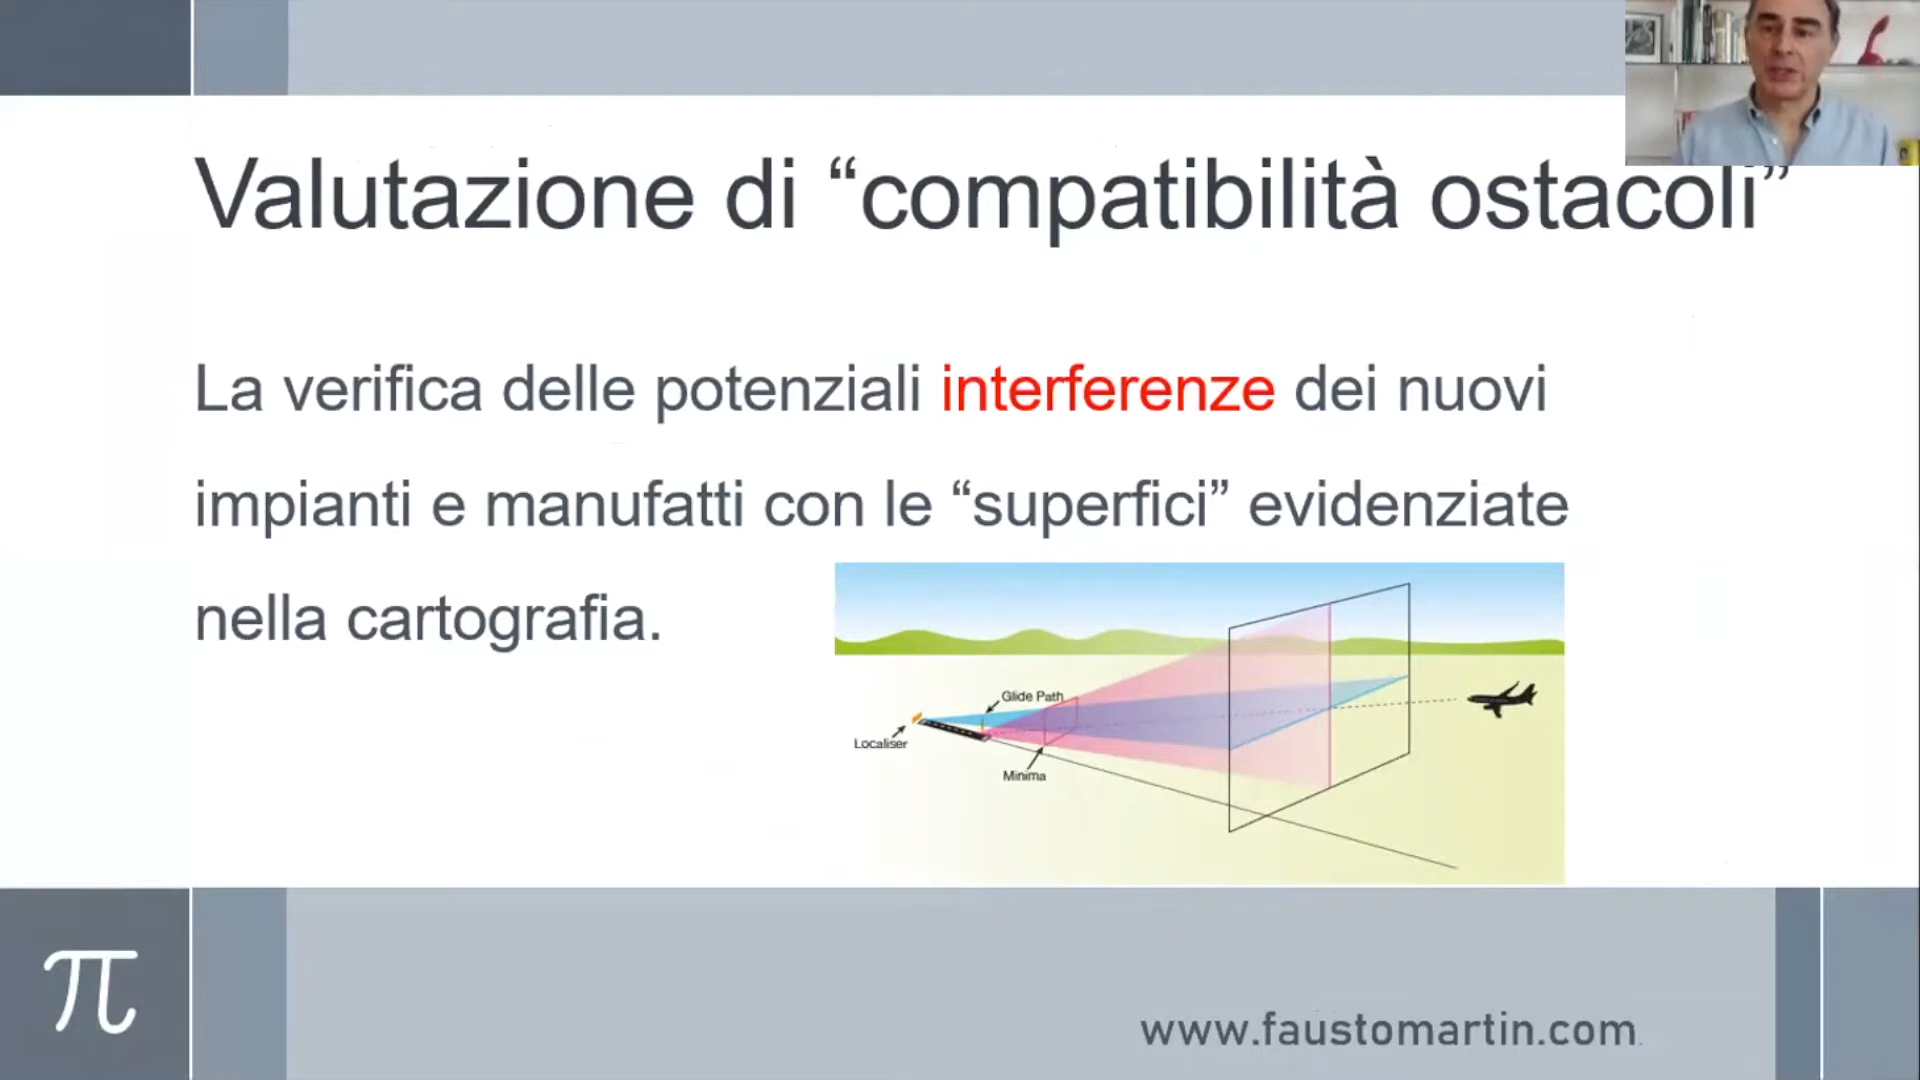 Valutazione di “compatibilità ostacoli”
La verifica delle potenziali interferenze dei nuovi
impianti e manufatti con le “superfici” evidenziate
nella cartografia.
Glide Path
Localiser
Minima
π
www.faustomartin.com